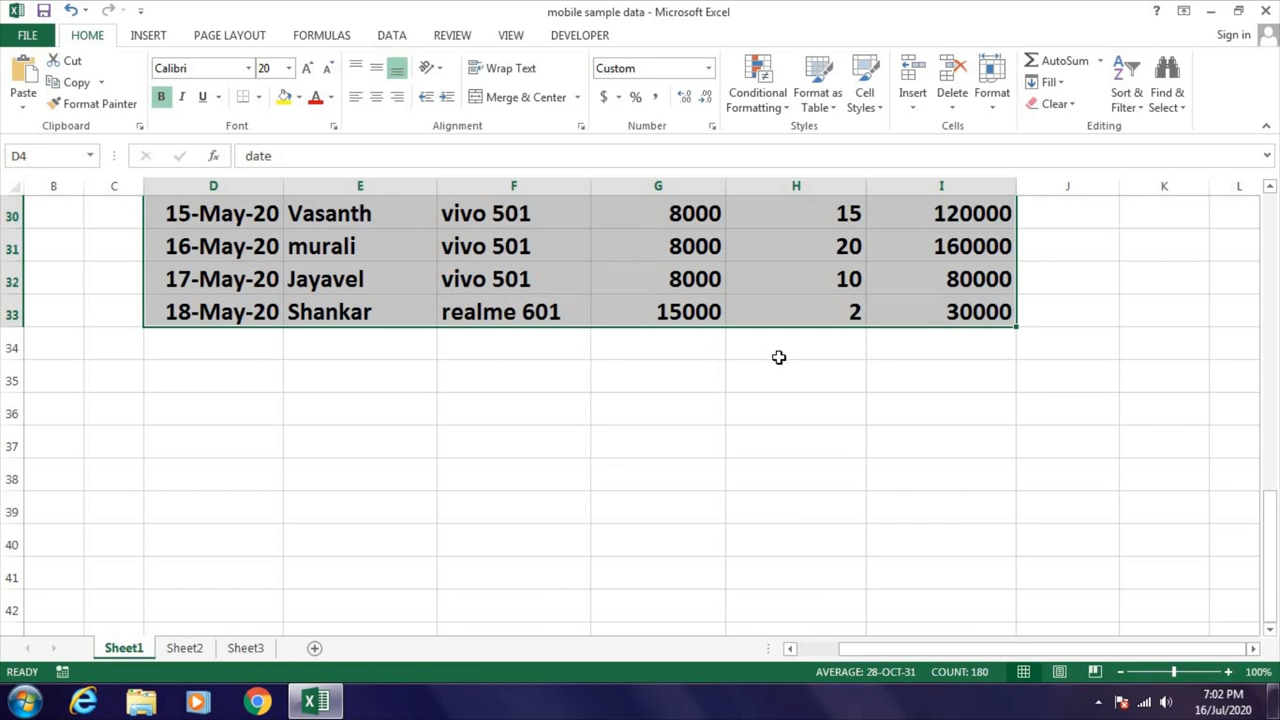 mobile sample data - Microsoft Excel
?
FILE HOME INSERT PAGE LAYOUT FORMULAS DATA REVIEW VIEW DEVELOPER Sign in
Paste
Cut
Copy
Format Painter
Clipboard
Calibri 20
B I U
Font
Wrap Text
Merge & Center
Alignment
Custom
$ % ,
Number
Conditional Formatting
Format as Table
Cell Styles
Styles
Insert
Delete
Format
Cells
AutoSum
Fill
Clear
Sort & Filter
Find & Select
Editing
D4 fx date
B C D E F G H I J K L
30 15-May-20 Vasanth vivo 501 8000 15 120000
31 16-May-20 murali vivo 501 8000 20 160000
32 17-May-20 Jayavel vivo 501 8000 10 80000
33 18-May-20 Shankar realme 601 15000 2 30000
34
35
36
37
38
39
40
41
42
Sheet1 Sheet2 Sheet3
READY AVERAGE: 28-OCT-31 COUNT: 180 100%
7:02 PM
16/Jul/2020